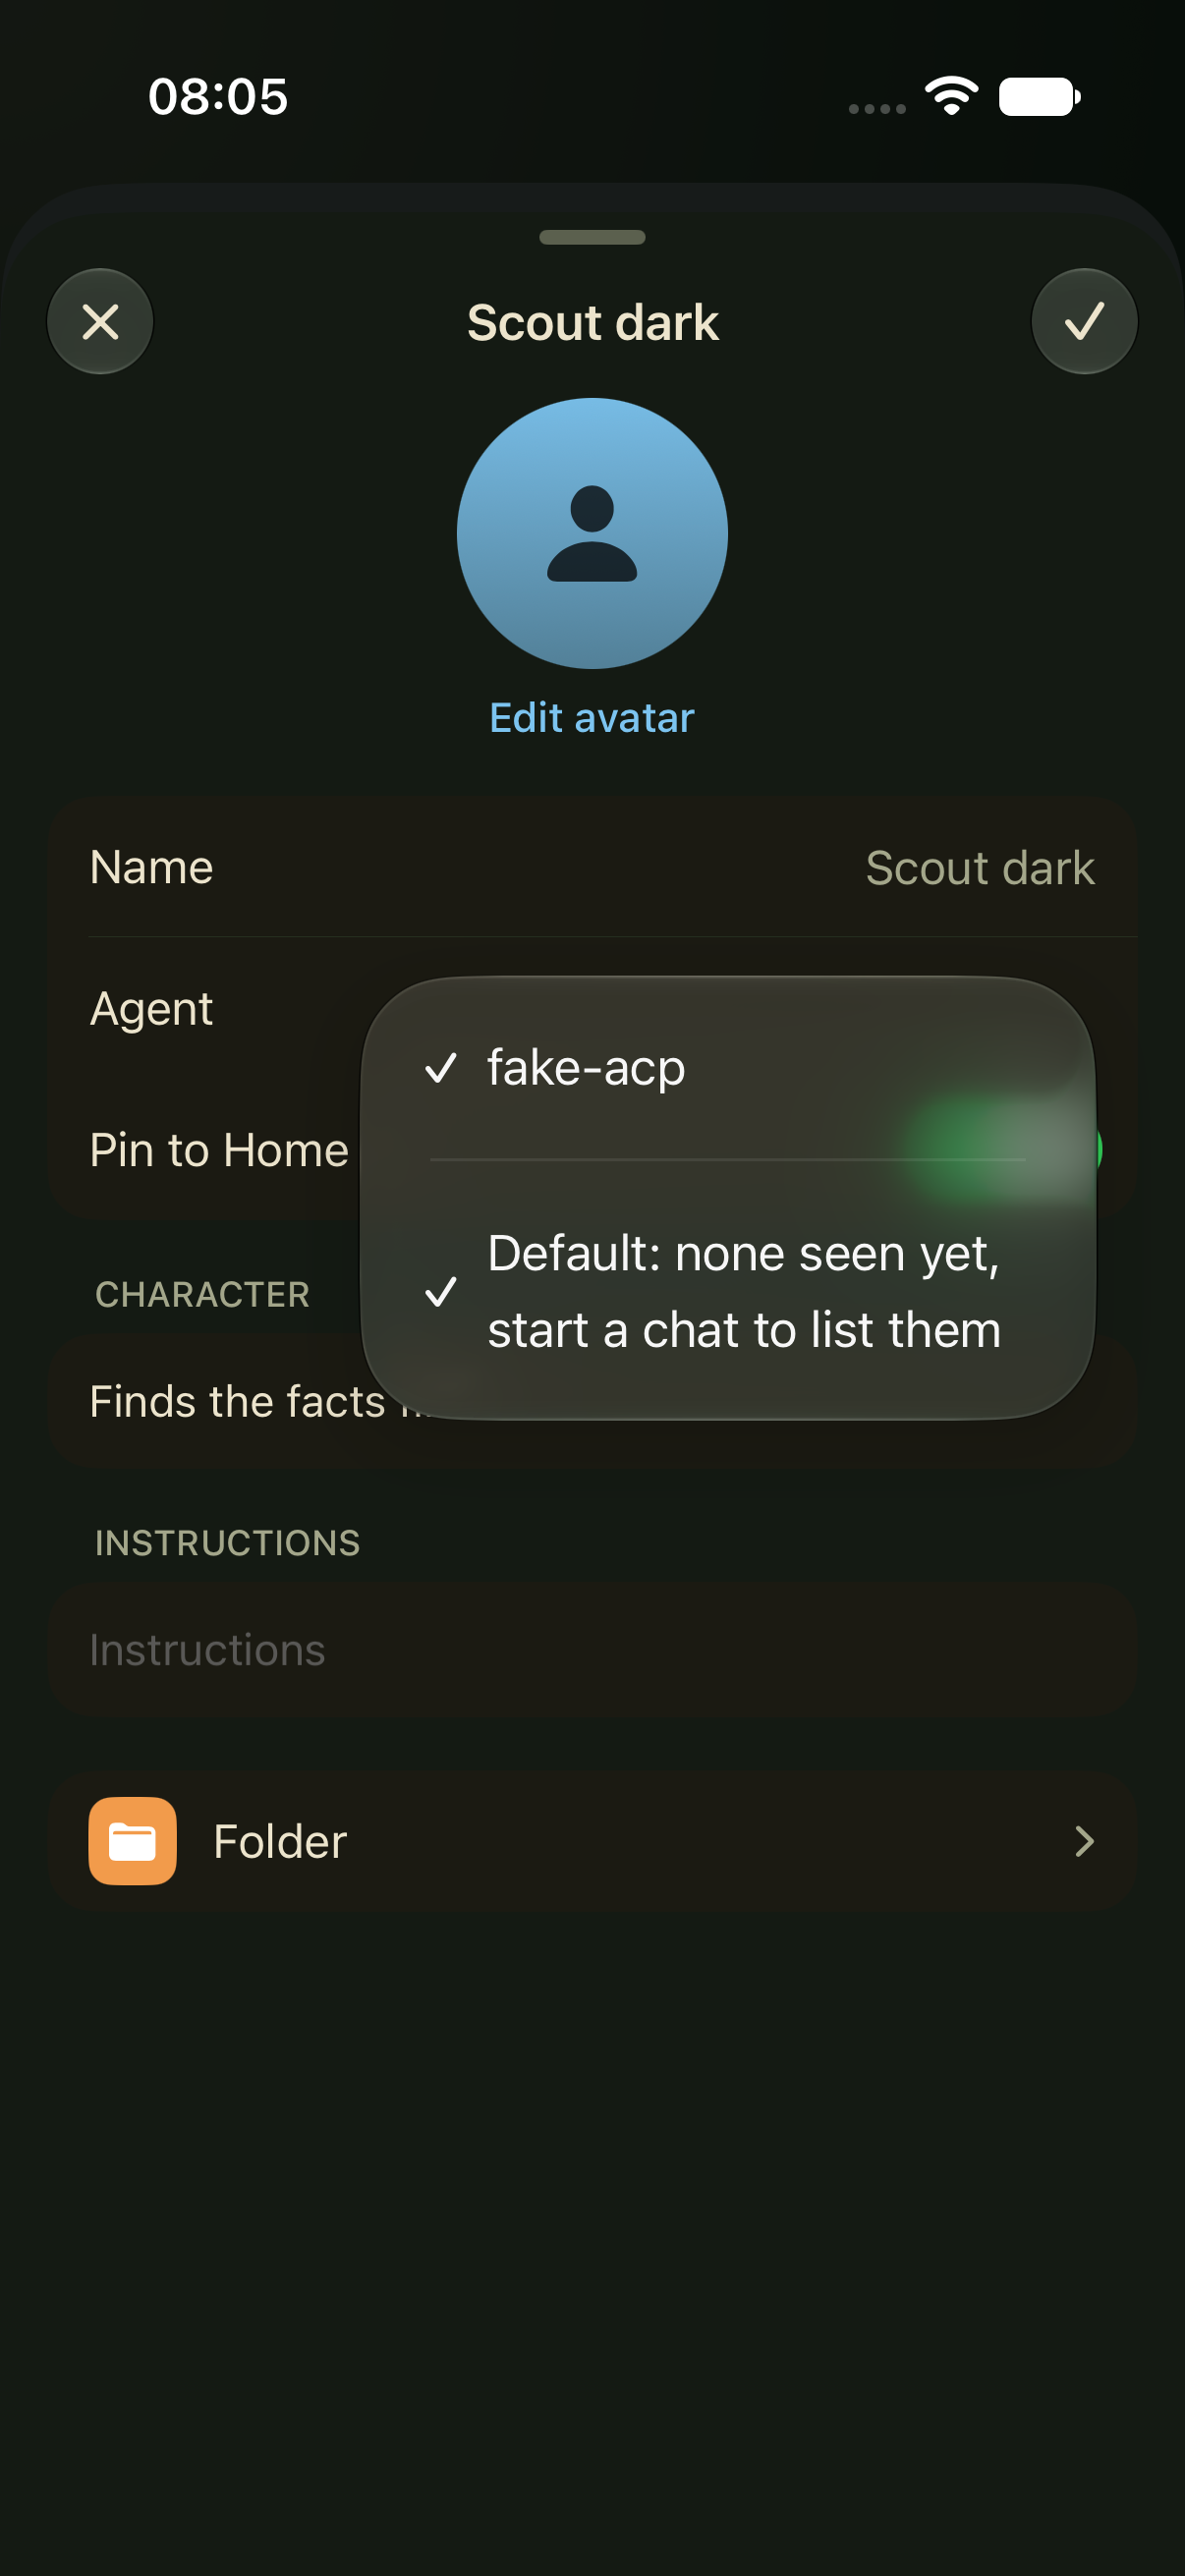 08:05
Scout dark
Edit avatar
Name
Scout dark
Agent
fake-acp
Pin to Home
Default: none seen yet,
start a chat to list them
CHARACTER
Finds the facts
INSTRUCTIONS
Instructions
Folder